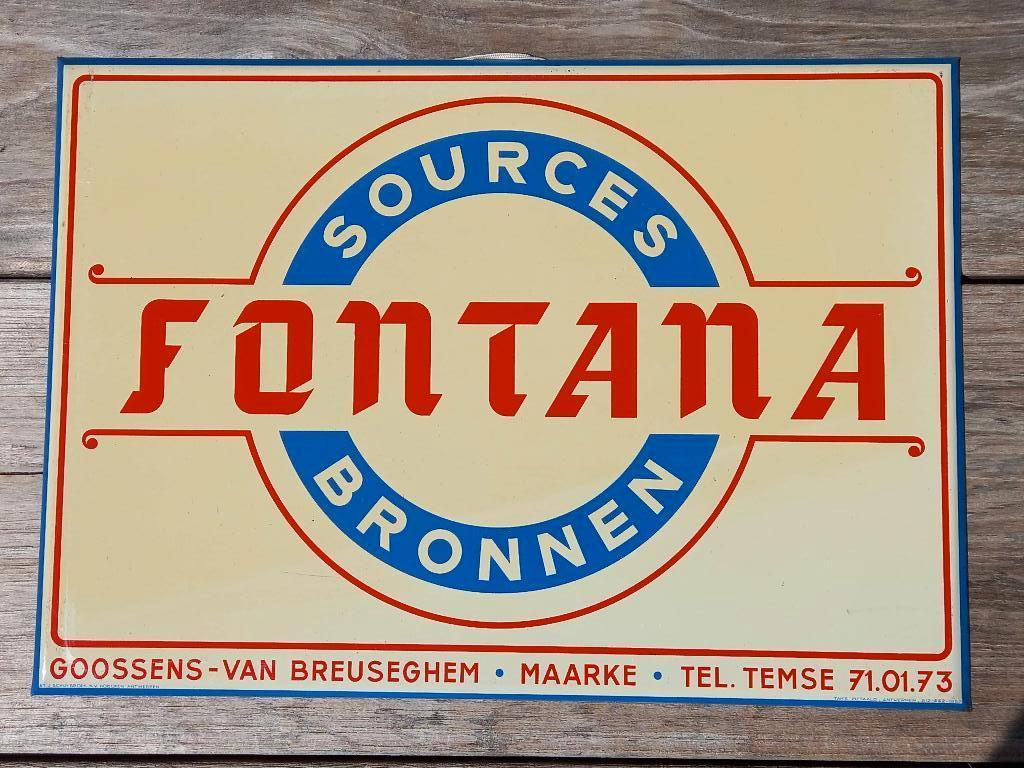 SOURCES
FONTANA
BRONNEN
GOOSSENS-VAN BREUSEGHEM • MAARKE • TEL. TEMSE 71.01.73